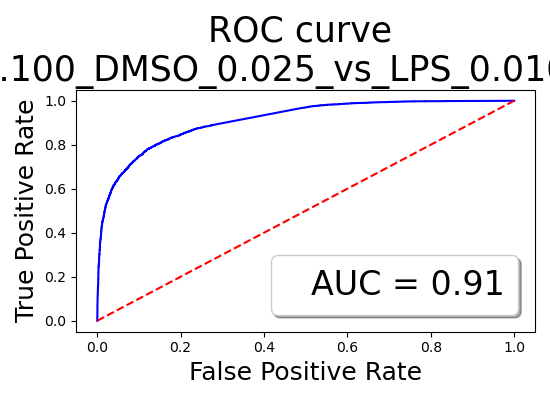 ROC curve
.100_DMSO_0.025_vs_LPS_0.010
True Positive Rate
1.0
0.8
0.6
0.4
0.2
0.0
AUC = 0.91
0.0 0.2 0.4 0.6 0.8 1.0
False Positive Rate